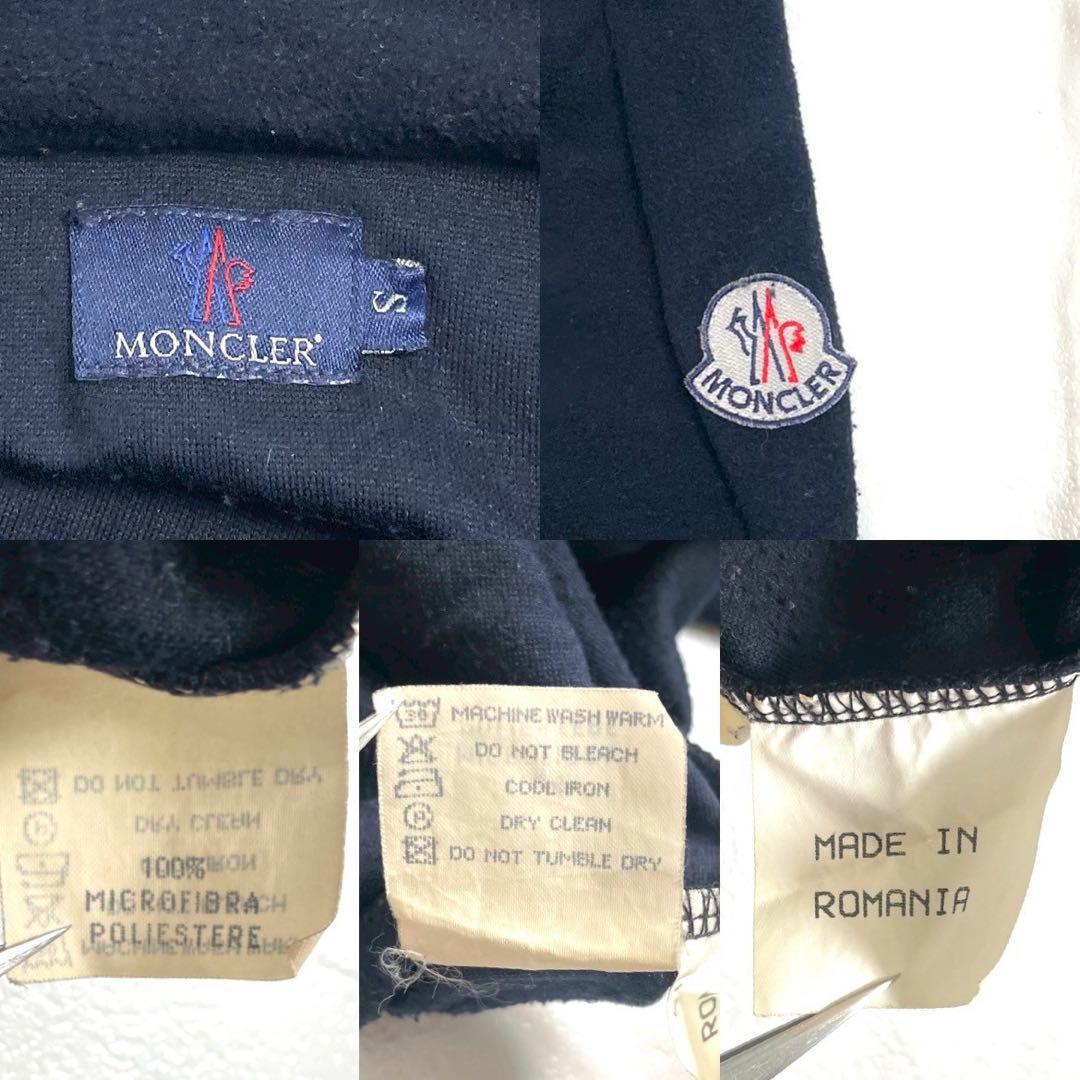 MONCLER
S
MONCLER
DO NOT TUMBLE DRY
DRY CLEAN
100%
MICROFIBRA
POLIESTERE
MACHINE WASH WARM
DO NOT BLEACH
COOL IRON
DRY CLEAN
DO NOT TUMBLE DRY
RO
MADE IN
ROMANIA